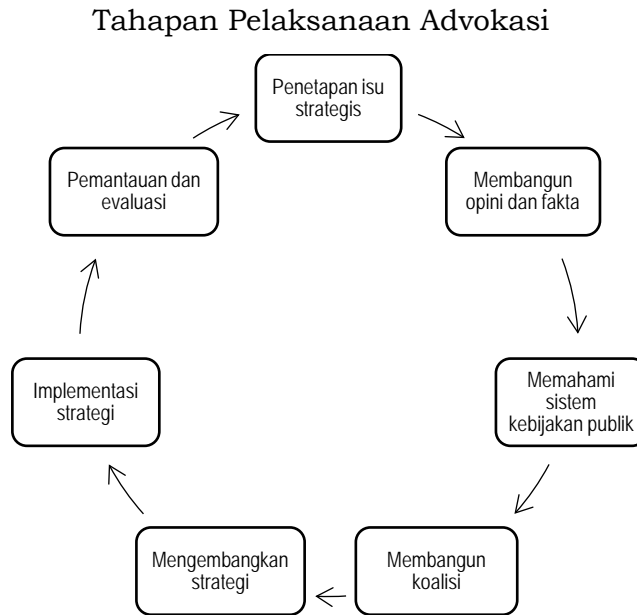 Tahapan Pelaksanaan Advokasi
Penetapan isu
strategis
Membangun
opini dan fakta
Memahami
sistem
kebijakan publik
Membangun
koalisi
Mengembangkan
strategi
Implementasi
strategi
Pemantauan dan
evaluasi